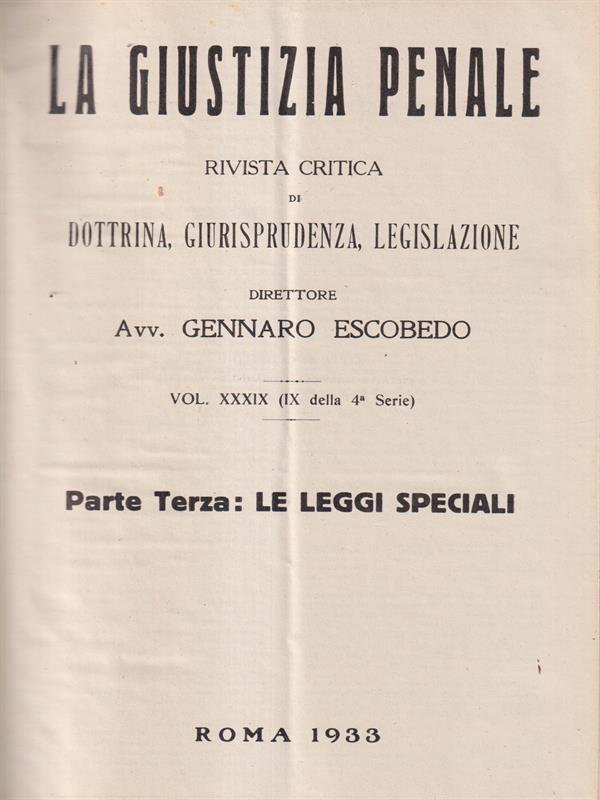 LA GIUSTIZIA PENALE
RIVISTA CRITICA
DI
DOTTRINA, GIURISPRUDENZA, LEGISLAZIONE
DIRETTORE
Avv. GENNARO ESCOBEDO
VOL. XXXIX (IX della 4ª Serie)
Parte Terza: LE LEGGI SPECIALI
ROMA 1933